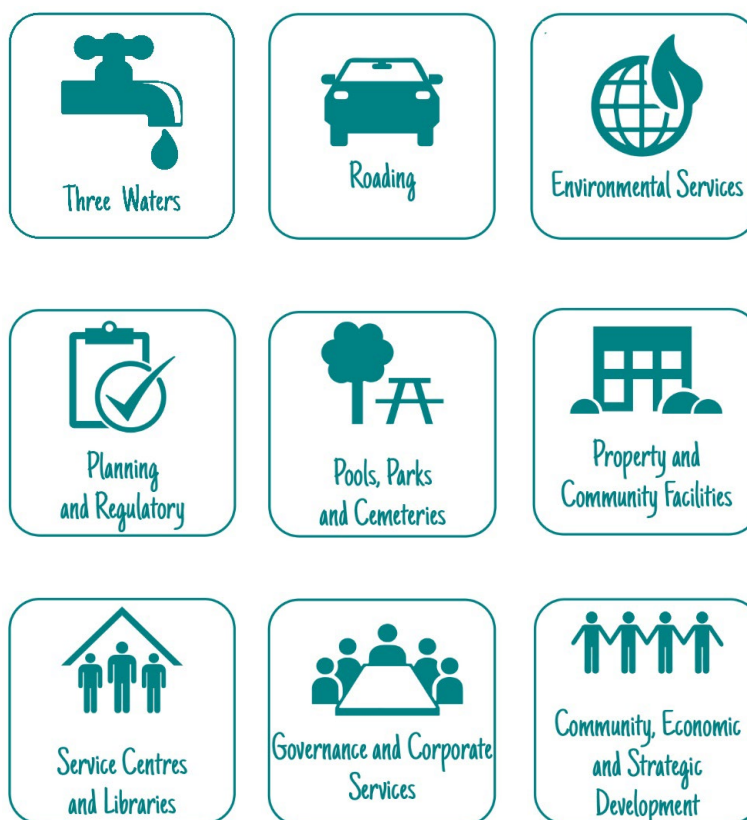 Three Waters
Roading
Environmental Services
Planning
and Regulatory
Pools, Parks
and Cemeteries
Property and
Community Facilities
Service Centres
and Libraries
Governance and Corporate
Services
Community, Economic
and Strategic
Development